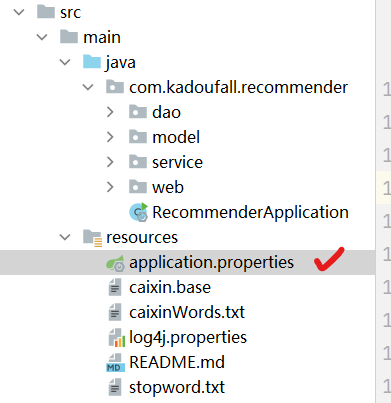 src
main
java
com.kadoufall.recommender
dao
model
service
web
RecommenderApplication
resources
application.properties
caixin.base
caixinWords.txt
log4j.properties
README.md
stopword.txt